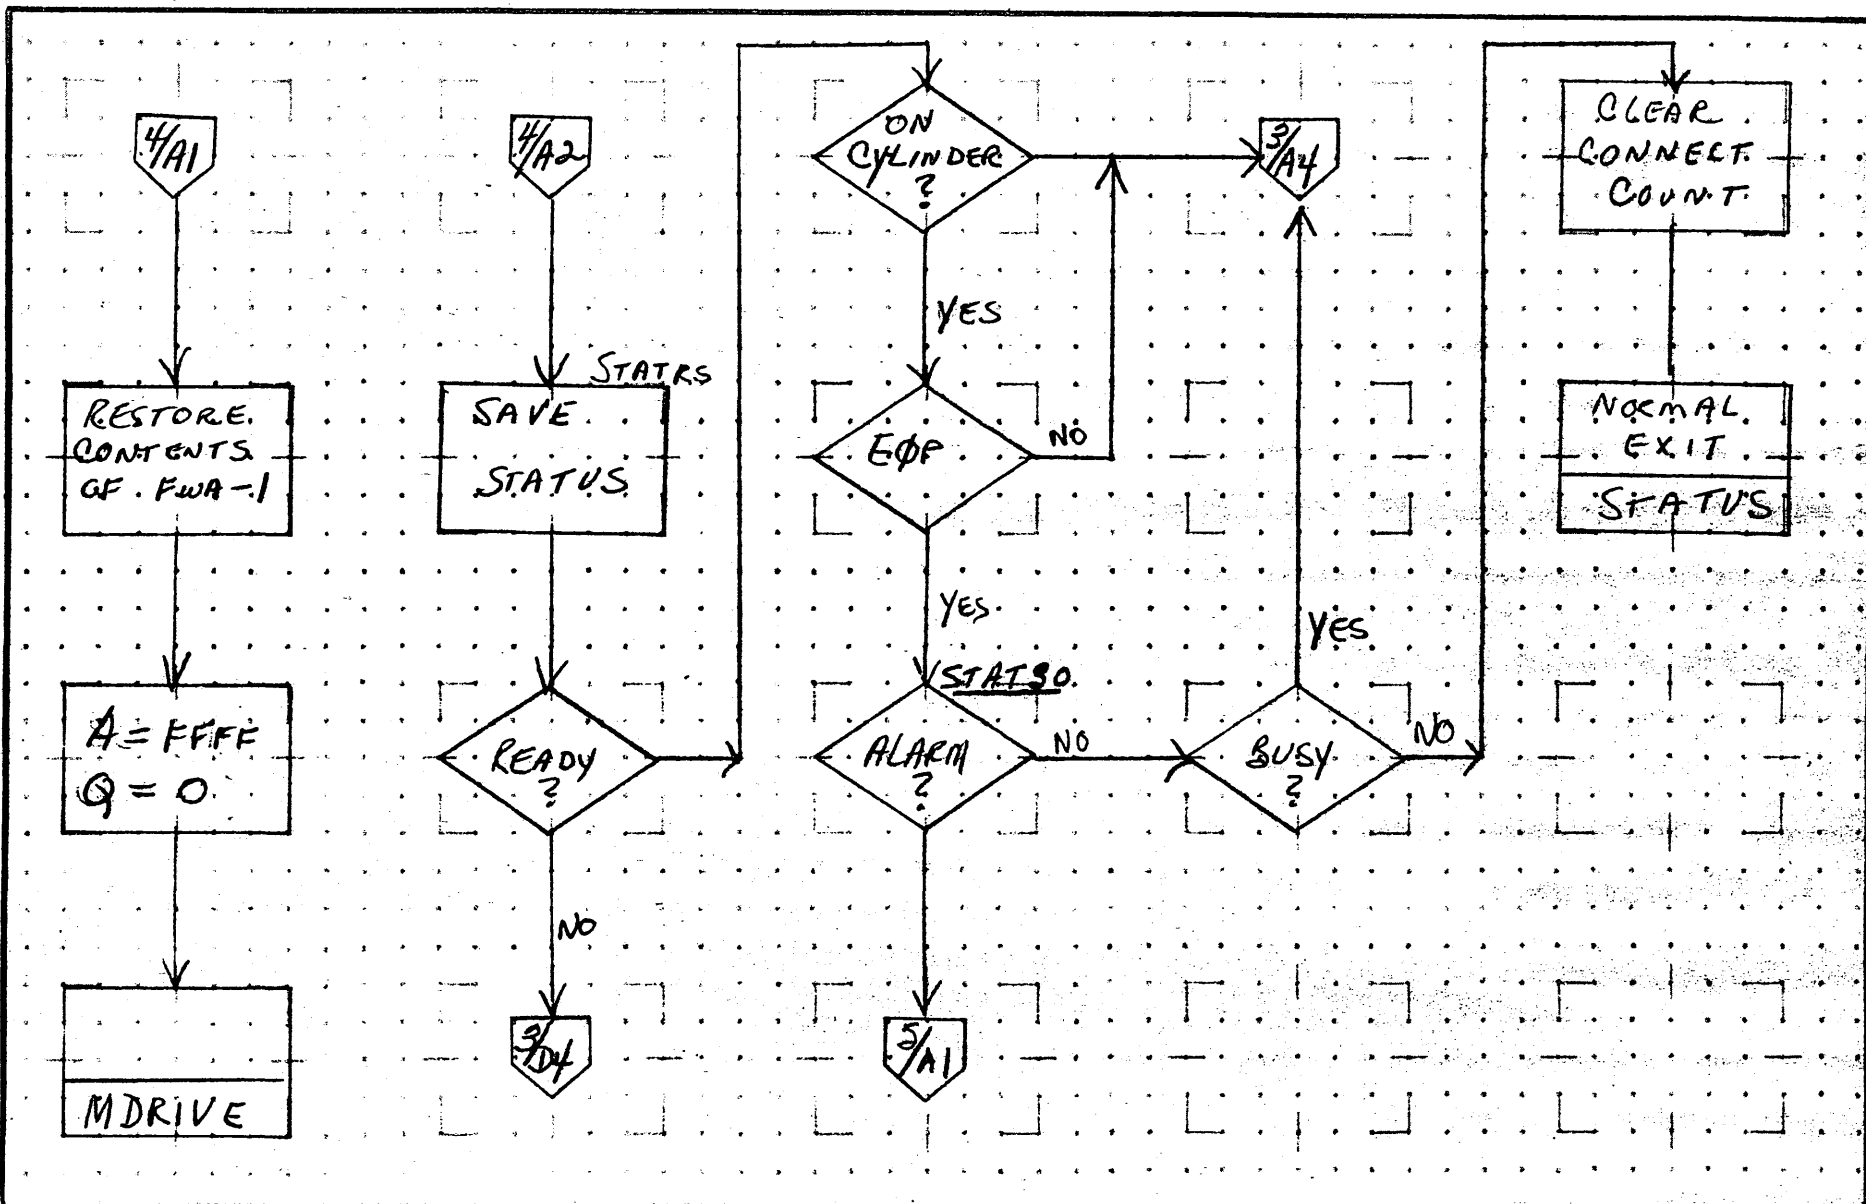 4/A1
RESTORE
CONTENTS
OF FWA-1
A = FFFF
Q = 0
MDRIVE
4/A2
STATRS
SAVE
STATUS
READY
?
NO
3/D4
ON
CYLINDER
?
YES
EØP
NO
YES
STAT30
ALARM
?
NO
5/A1
3/A4
YES
BUSY
?
NO
CLEAR
CONNECT
COUNT
NORMAL
EXIT
STATUS